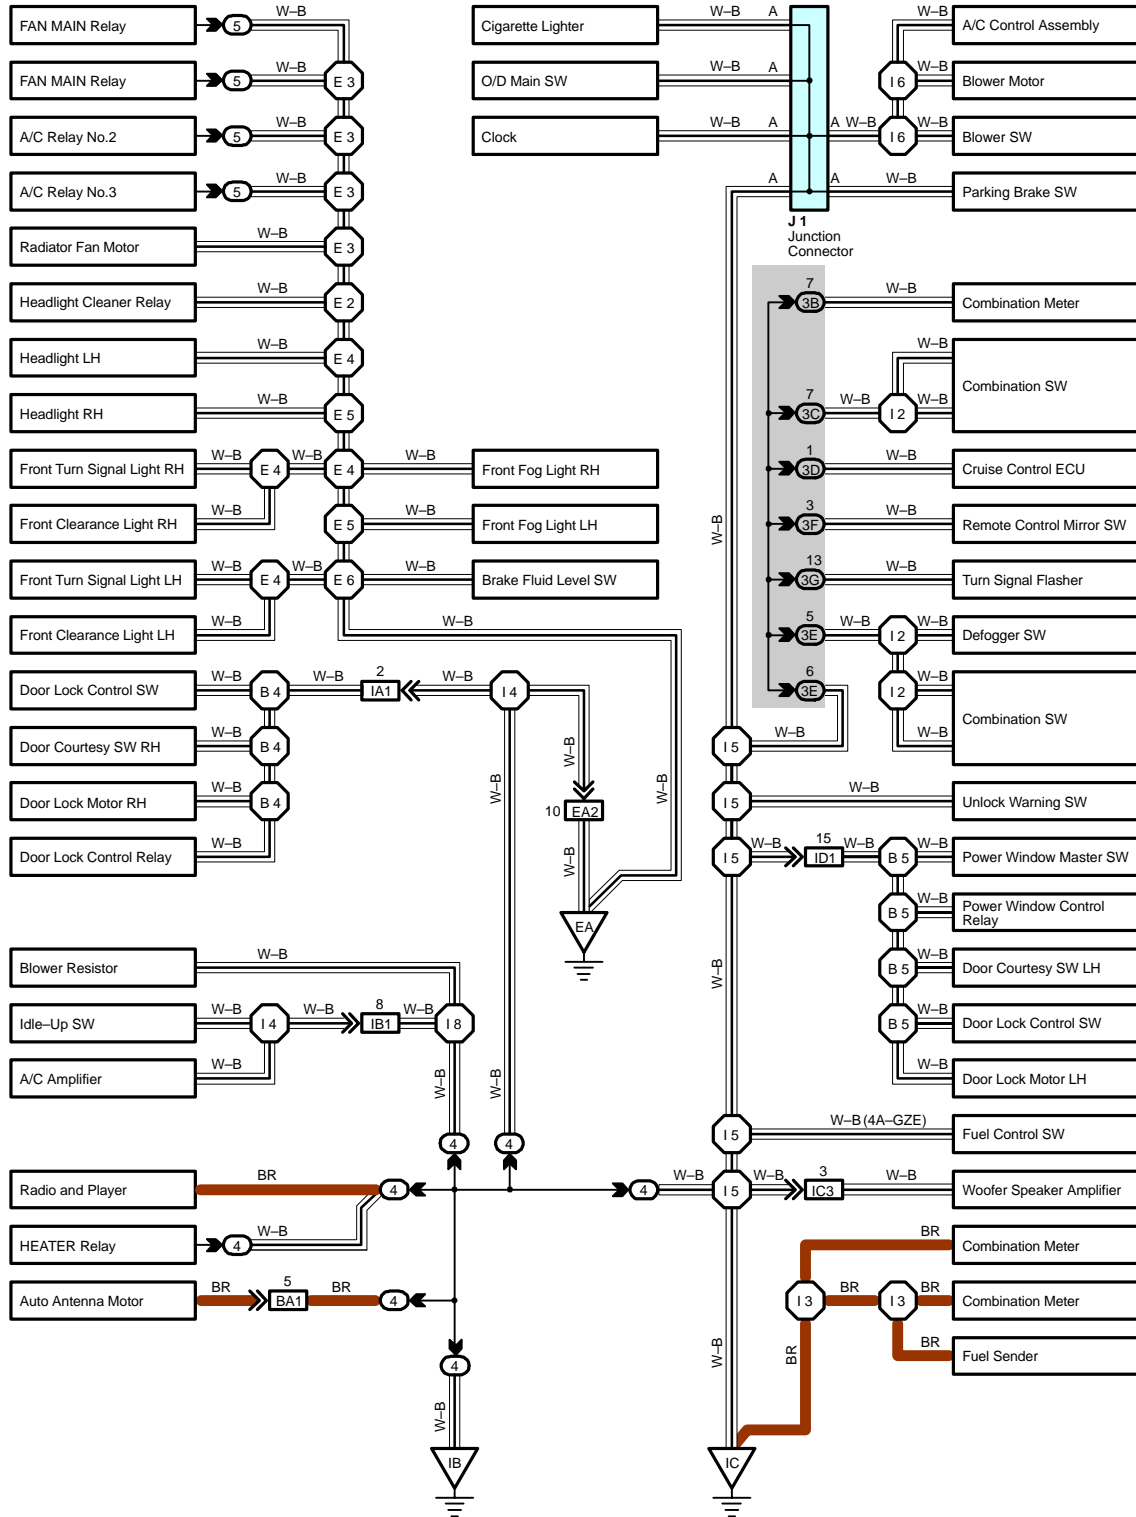 FAN MAIN Relay 5 W–B Cigarette Lighter W–B A W–B A/C Control Assembly
FAN MAIN Relay 5 W–B E 3 O/D Main SW W–B A I 6 W–B Blower Motor
A/C Relay No.2 5 W–B E 3 Clock W–B A A W–B I 6 W–B Blower SW
A/C Relay No.3 5 W–B E 3 A A W–B Parking Brake SW
J 1
Junction
Connector
Radiator Fan Motor W–B E 3
7
Headlight Cleaner Relay W–B E 2 3B W–B Combination Meter
Headlight LH W–B E 4 W–B
Combination SW
7
Headlight RH W–B E 5 3C W–B I 2 W–B
1
Front Turn Signal Light RH W–B E 4 W–B E 4 W–B Front Fog Light RH 3D W–B Cruise Control ECU
3
Front Clearance Light RH W–B E 5 W–B Front Fog Light LH W–B 3F W–B Remote Control Mirror SW
13
Front Turn Signal Light LH W–B E 4 W–B E 6 W–B Brake Fluid Level SW 3G W–B Turn Signal Flasher
5
Front Clearance Light LH W–B W–B 3E W–B I 2 W–B Defogger SW
2 6
Door Lock Control SW W–B B 4 W–B IA1 W–B I 4 3E I 2 W–B
Combination SW
Door Courtesy SW RH W–B B 4 W–B W–B W–B I 5 W–B W–B
Door Lock Motor RH W–B B 4 10 EA2 I 5 W–B Unlock Warning SW
15
Door Lock Control Relay W–B W–B I 5 W–B ID1 W–B B 5 W–B Power Window Master SW
EA B 5 W–B Power Window Control
Relay
Blower Resistor W–B W–B B 5 W–B Door Courtesy SW LH
8
Idle–Up SW W–B I 4 W–B IB1 W–B I 8 B 5 W–B Door Lock Control SW
A/C Amplifier W–B W–B W–B W–B Door Lock Motor LH
4 4 I 5 W–B (4A–GZE) Fuel Control SW
3
Radio and Player BR 4 4 W–B I 5 W–B IC3 W–B Woofer Speaker Amplifier
HEATER Relay 4 W–B BR Combination Meter
5
Auto Antenna Motor BR BA1 BR 4 I 3 BR I 3 BR Combination Meter
4 W–B BR BR Fuel Sender
W–B
IB IC